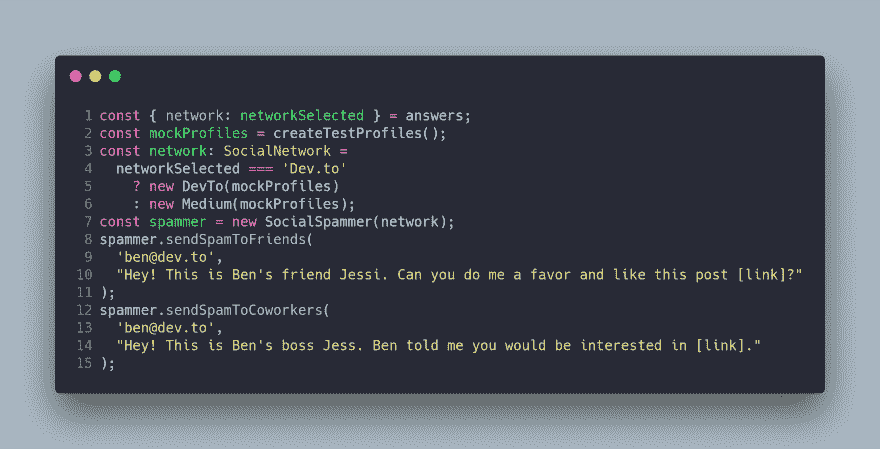 1 const { network: networkSelected } = answers;
2 const mockProfiles = createTestProfiles();
3 const network: SocialNetwork =
4   networkSelected === 'Dev.to'
5     ? new DevTo(mockProfiles)
6     : new Medium(mockProfiles);
7 const spammer = new SocialSpammer(network);
8 spammer.sendSpamToFriends(
9   'ben@dev.to',
10   "Hey! This is Ben's friend Jessi. Can you do me a favor and like this post [link]?"
11 );
12 spammer.sendSpamToCoworkers(
13   'ben@dev.to',
14   "Hey! This is Ben's boss Jess. Ben told me you would be interested in [link]."
15 );